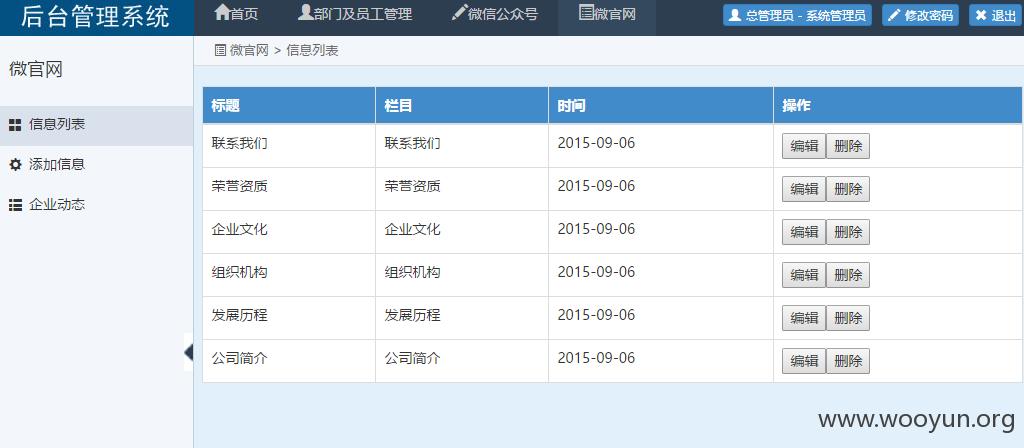 后台管理系统 首页 部门及员工管理 微信公众号 微官网 总管理员 - 系统管理员 修改密码 退出
微官网 > 信息列表
微官网
信息列表
添加信息
企业动态
标题 栏目 时间 操作
联系我们 联系我们 2015-09-06 编辑 删除
荣誉资质 荣誉资质 2015-09-06 编辑 删除
企业文化 企业文化 2015-09-06 编辑 删除
组织机构 组织机构 2015-09-06 编辑 删除
发展历程 发展历程 2015-09-06 编辑 删除
公司简介 公司简介 2015-09-06 编辑 删除
www.wooyun.org